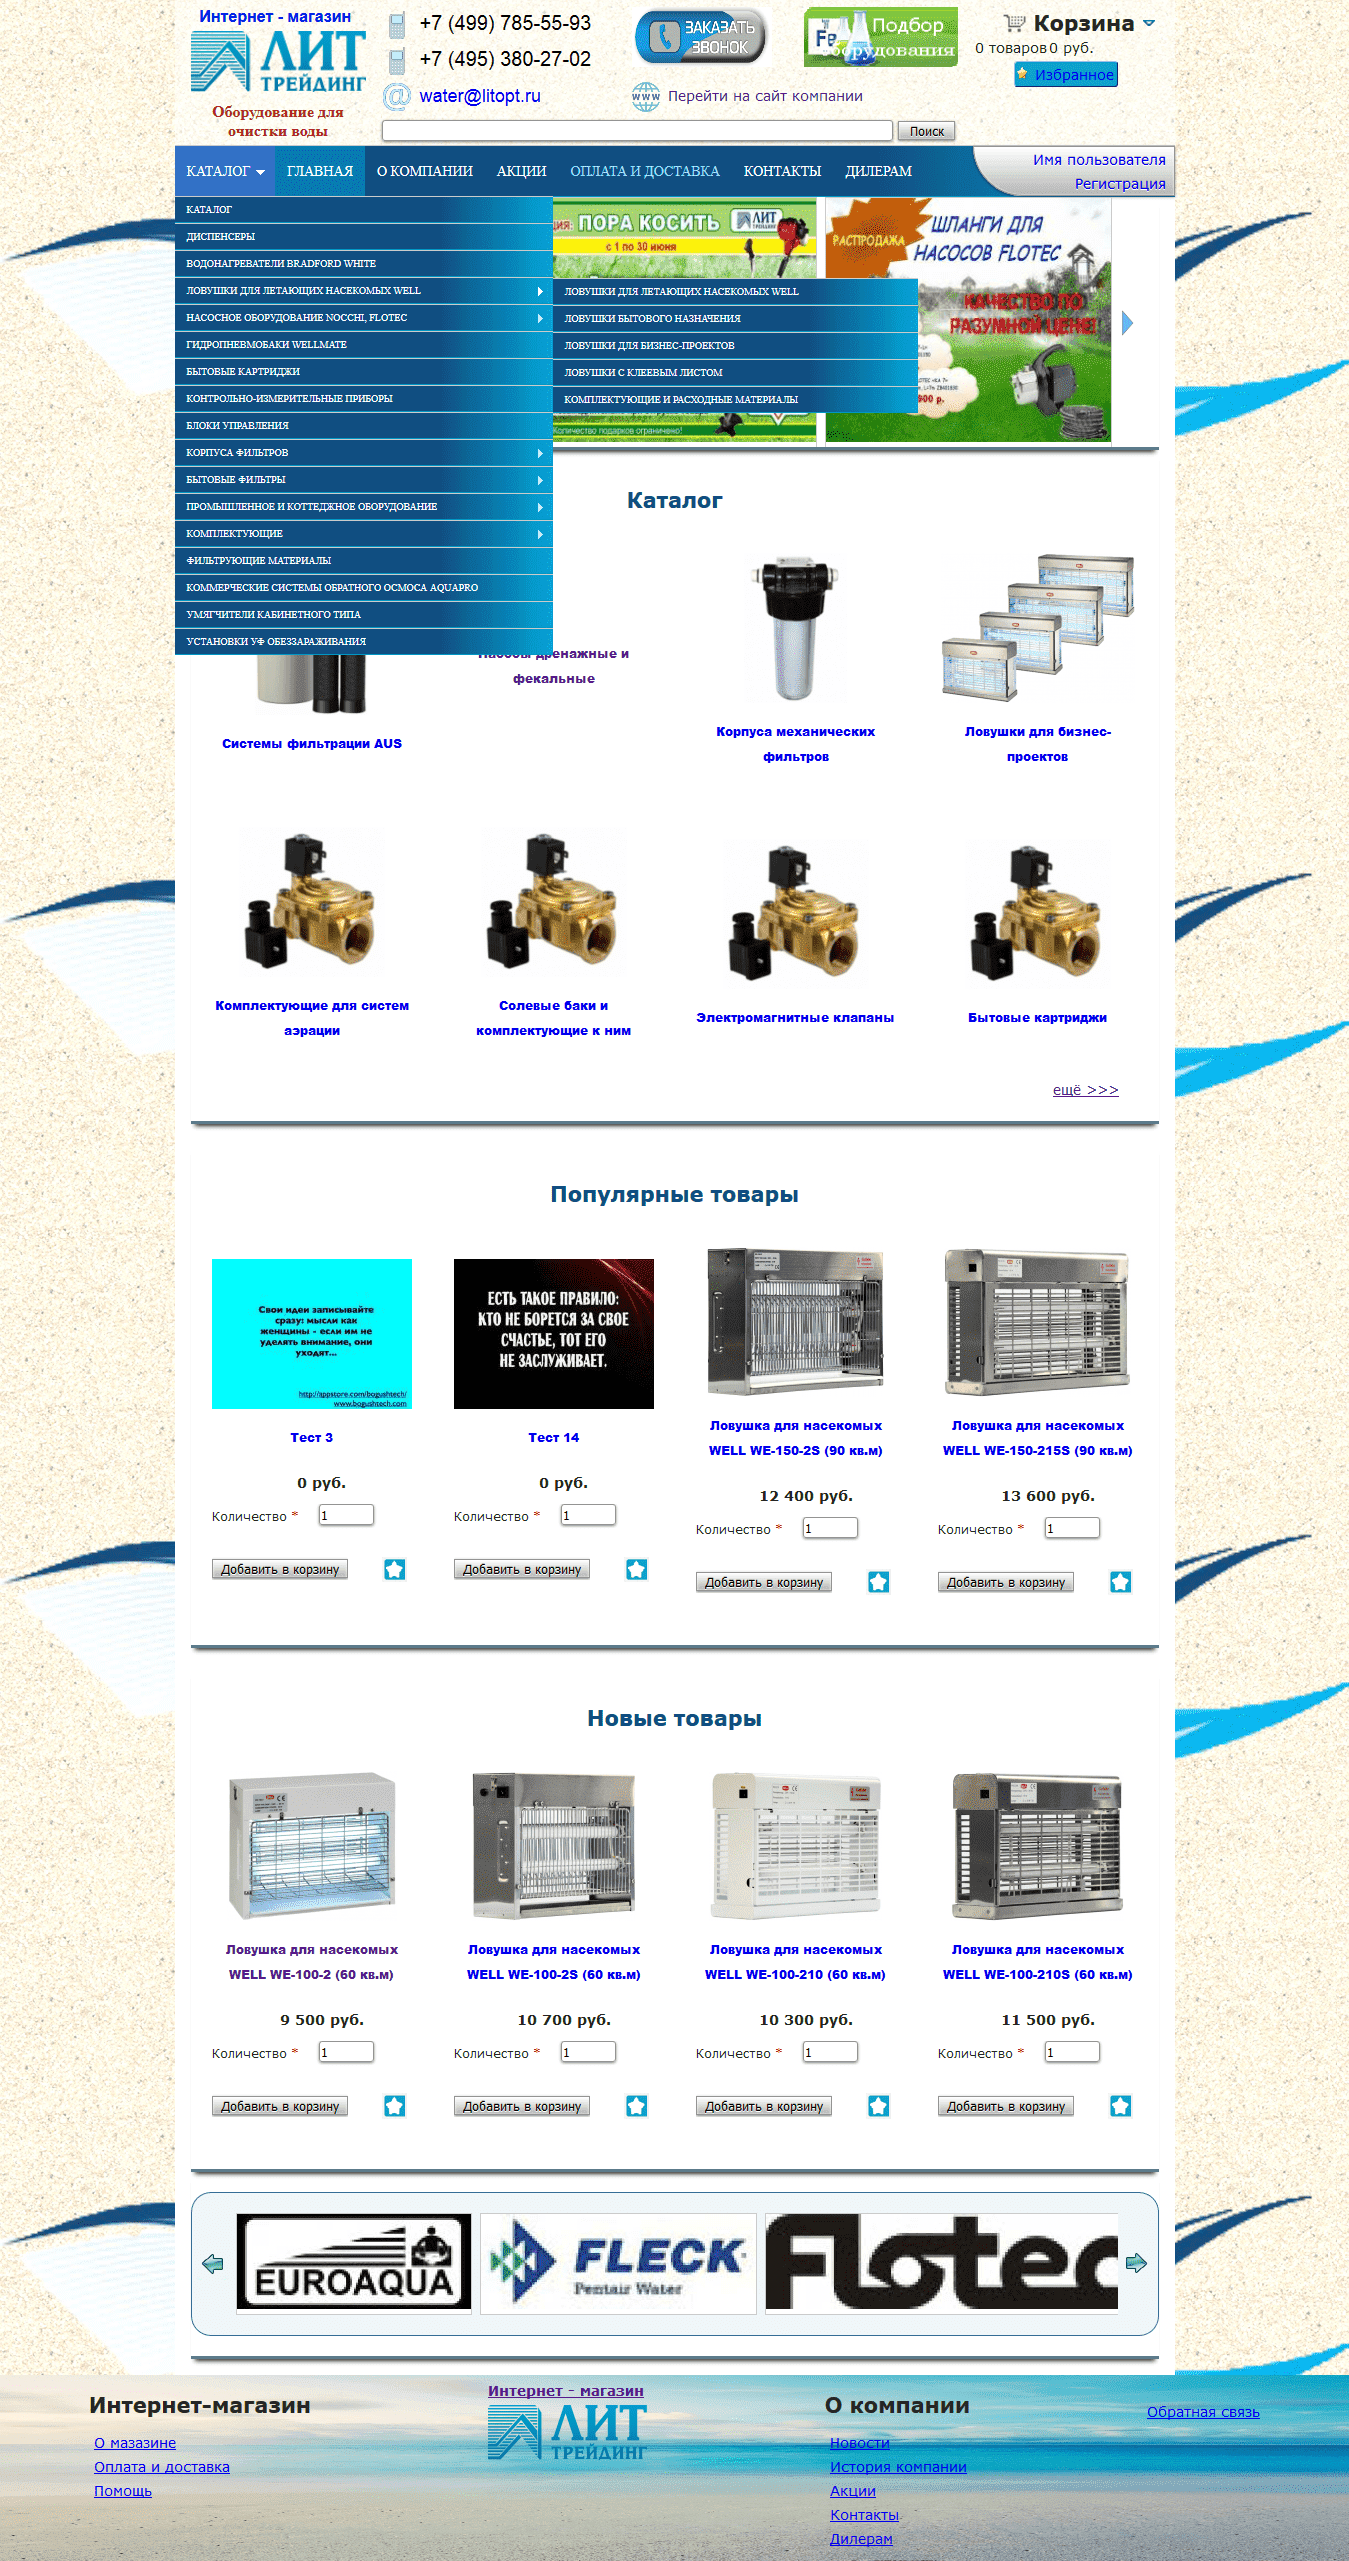 Интернет - магазин
ЛИТ
ТРЕЙДИНГ
Оборудование для
очистки воды
+7 (499) 785-55-93
+7 (495) 380-27-02
water@litopt.ru
ЗАКАЗАТЬ
ЗВОНОК
www Перейти на сайт компании
Fe Подбор
оборудования
Корзина
0 товаров 0 руб.
Избранное
Поиск
КАТАЛОГ ГЛАВНАЯ О КОМПАНИИ АКЦИИ ОПЛАТА И ДОСТАВКА КОНТАКТЫ ДИЛЕРАМ
Имя пользователя
Регистрация
КАТАЛОГ
ДИСПЕНСЕРЫ
ВОДОНАГРЕВАТЕЛИ BRADFORD WHITE
ЛОВУШКИ ДЛЯ ЛЕТАЮЩИХ НАСЕКОМЫХ WELL
НАСОСНОЕ ОБОРУДОВАНИЕ NOCCHI, FLOTEC
ГИДРОПНЕВМОБАКИ WELLMATE
БЫТОВЫЕ КАРТРИДЖИ
КОНТРОЛЬНО-ИЗМЕРИТЕЛЬНЫЕ ПРИБОРЫ
БЛОКИ УПРАВЛЕНИЯ
КОРПУСА ФИЛЬТРОВ
БЫТОВЫЕ ФИЛЬТРЫ
ПРОМЫШЛЕННОЕ И КОТТЕДЖНОЕ ОБОРУДОВАНИЕ
КОМПЛЕКТУЮЩИЕ
ФИЛЬТРУЮЩИЕ МАТЕРИАЛЫ
КОММЕРЧЕСКИЕ СИСТЕМЫ ОБРАТНОГО ОСМОСА AQUAPRO
УМЯГЧИТЕЛИ КАБИНЕТНОГО ТИПА
УСТАНОВКИ УФ ОБЕЗЗАРАЖИВАНИЯ
ЛОВУШКИ ДЛЯ ЛЕТАЮЩИХ НАСЕКОМЫХ WELL
ЛОВУШКИ БЫТОВОГО НАЗНАЧЕНИЯ
ЛОВУШКИ ДЛЯ БИЗНЕС-ПРОЕКТОВ
ЛОВУШКИ С КЛЕЕВЫМ ЛИСТОМ
КОМПЛЕКТУЮЩИЕ И РАСХОДНЫЕ МАТЕРИАЛЫ
ПОРА КОСИТЬ
ЛИТ
с 1 по 30 июня
Количество подарков ограничено!
РАСПРОДАЖА
ШЛАНГИ ДЛЯ
НАСОСОВ FLOTEC
КАЧЕСТВО ПО
РАЗУМНОЙ ЦЕНЕ!
Каталог
Системы фильтрации AUS
Насосы дренажные и
фекальные
Корпуса механических
фильтров
Ловушки для бизнес-
проектов
Комплектующие для систем
аэрации
Солевые баки и
комплектующие к ним
Электромагнитные клапаны
Бытовые картриджи
ещё >>>
Популярные товары
Свои идеи записывайте
сразу: мысли как
женщины - если им не
уделять внимание, они
уходят...
http://appstore.com/bogushtech/
www.bogushtech.com
ЕСТЬ ТАКОЕ ПРАВИЛО:
КТО НЕ БОРЕТСЯ ЗА СВОЕ
СЧАСТЬЕ, ТОТ ЕГО
НЕ ЗАСЛУЖИВАЕТ.
Тест 3
Тест 14
Ловушка для насекомых
WELL WE-150-2S (90 кв.м)
Ловушка для насекомых
WELL WE-150-215S (90 кв.м)
0 руб.
0 руб.
12 400 руб.
13 600 руб.
Количество * 1
Количество * 1
Количество * 1
Количество * 1
Добавить в корзину
Добавить в корзину
Добавить в корзину
Добавить в корзину
Новые товары
Ловушка для насекомых
WELL WE-100-2 (60 кв.м)
Ловушка для насекомых
WELL WE-100-2S (60 кв.м)
Ловушка для насекомых
WELL WE-100-210 (60 кв.м)
Ловушка для насекомых
WELL WE-100-210S (60 кв.м)
9 500 руб.
10 700 руб.
10 300 руб.
11 500 руб.
Количество * 1
Количество * 1
Количество * 1
Количество * 1
Добавить в корзину
Добавить в корзину
Добавить в корзину
Добавить в корзину
EUROAQUA
FLECK
Pentair Water
Flotec
Интернет-магазин
О мазазине
Оплата и доставка
Помощь
Интернет - магазин
ЛИТ
ТРЕЙДИНГ
О компании
Новости
История компании
Акции
Контакты
Дилерам
Обратная связь